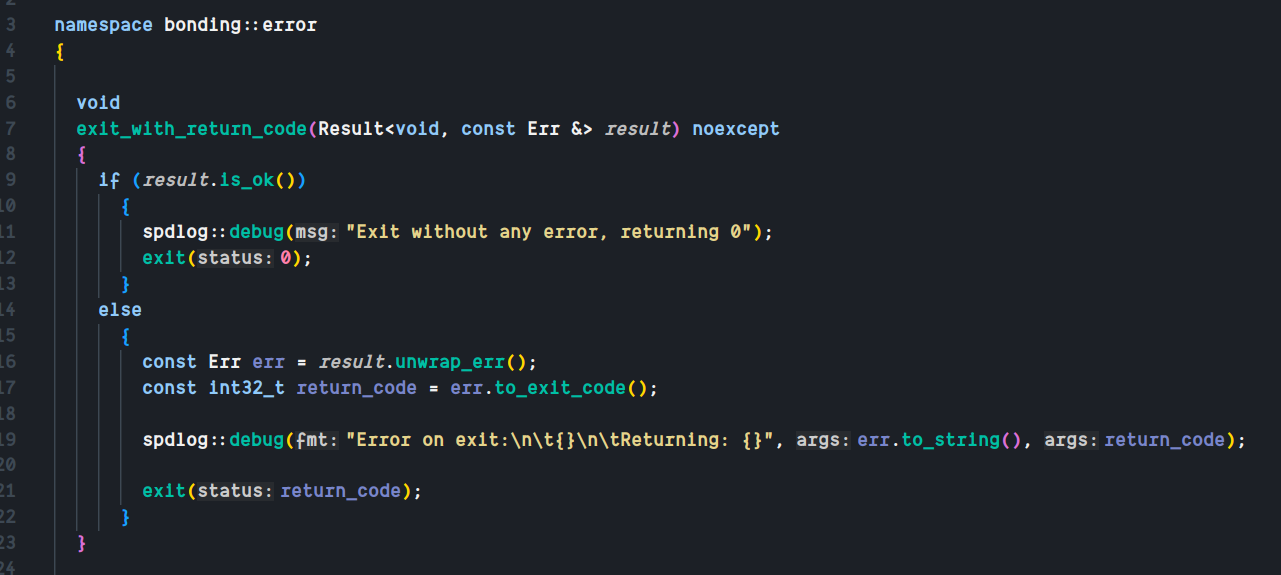 2
3 namespace bonding::error
4 {
5
6 void
7 exit_with_return_code(Result<void, const Err &> result) noexcept
8 {
9 if (result.is_ok())
10 {
11 spdlog::debug(msg: "Exit without any error, returning 0");
12 exit(status: 0);
13 }
14 else
15 {
16 const Err err = result.unwrap_err();
17 const int32_t return_code = err.to_exit_code();
18
19 spdlog::debug(fmt: "Error on exit:\n\t{}\n\tReturning: {}", args: err.to_string(), args: return_code);
20
21 exit(status: return_code);
22 }
23 }
24